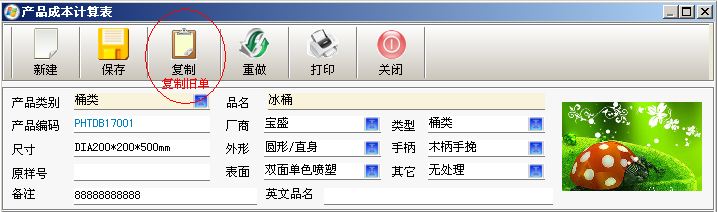 产品成本计算表
新建 保存 复制 重做 打印 关闭
复制旧单
产品类别 桶类 品名 冰桶
产品编码 PHTDB17001 厂商 宝盛 类型 桶类
尺寸 DIA200*200*500mm 外形 圆形/直身 手柄 木柄手挽
原样号 表面 双面单色喷塑 其它 无处理
备注 88888888888 英文品名